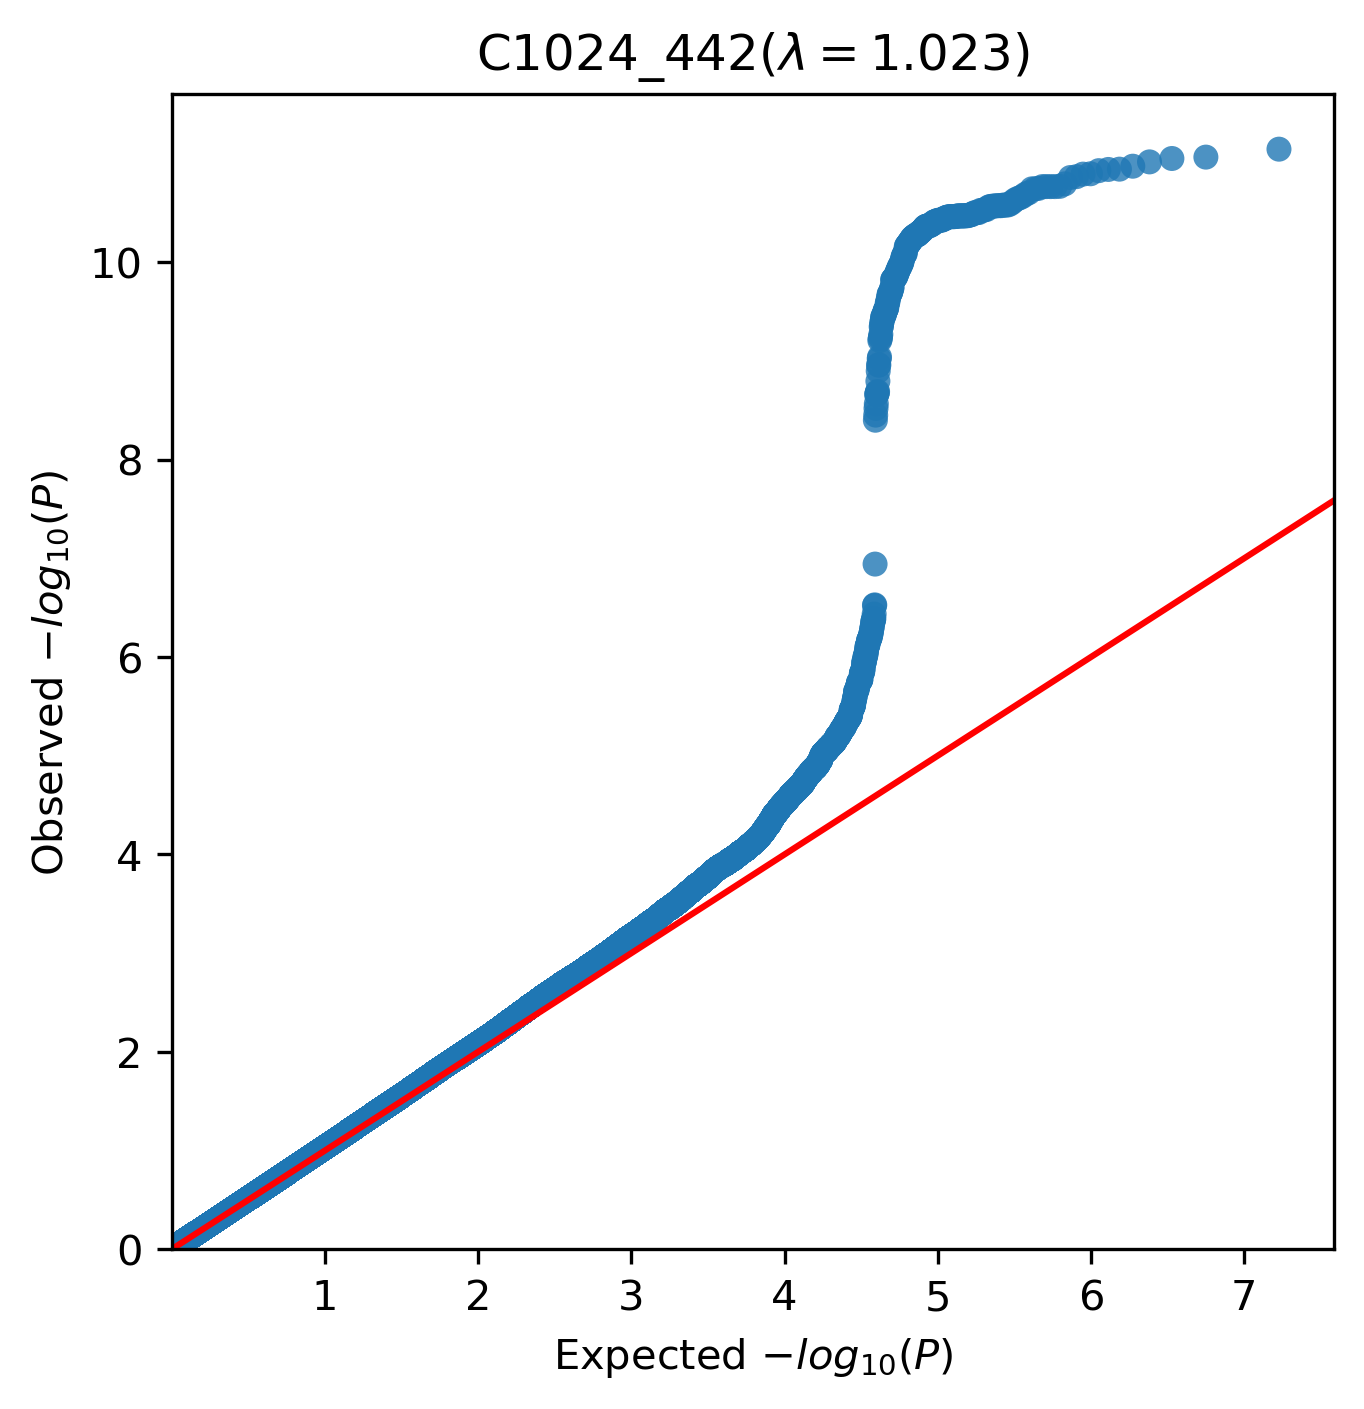 C1024_442(λ = 1.023)
Observed −log₁₀(P)
10
8
6
4
2
0
1 2 3 4 5 6 7
Expected −log₁₀(P)